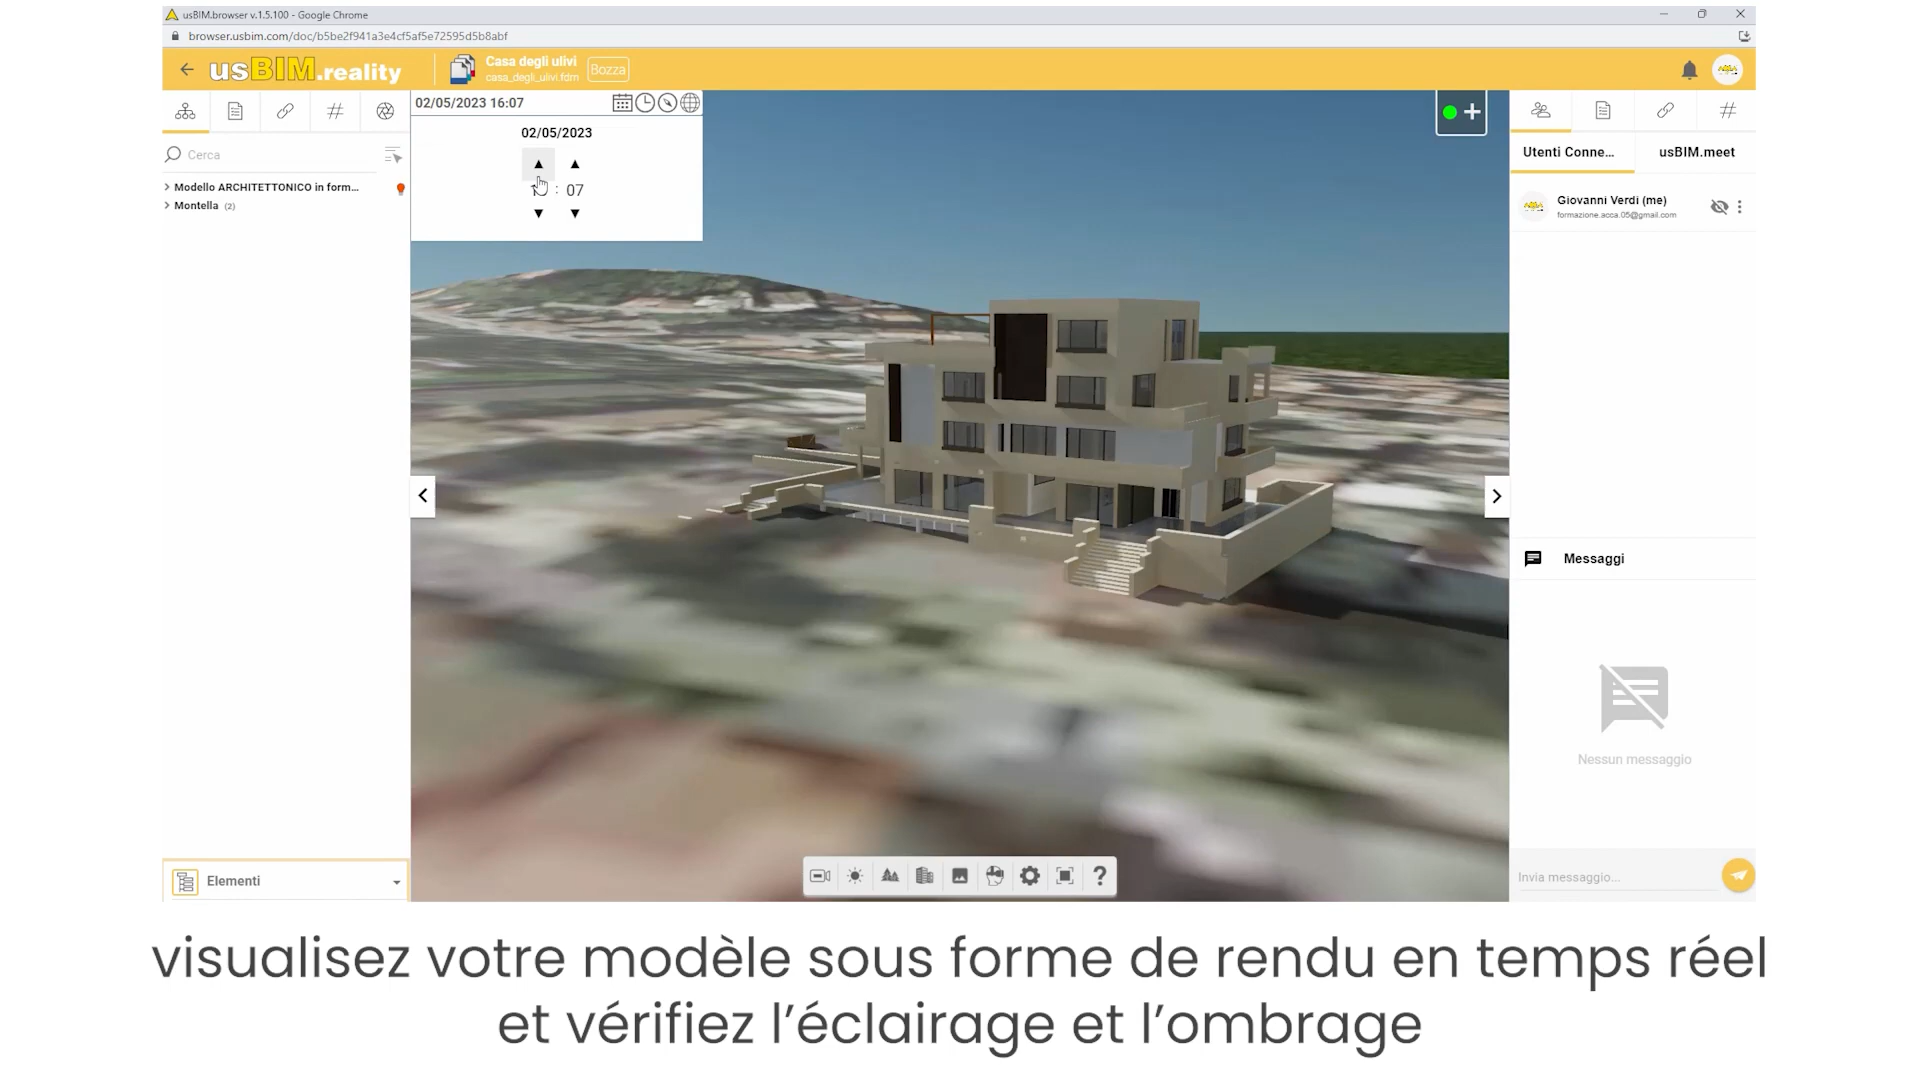 usBIM.browser v.1.5.100 - Google Chrome
browser.usbim.com/doc/b5be2f941a3e4cf5af5e72595d5b8abf
usBIM.reality
Casa degli ulivi
casa_degli_ulivi.fdm
Bozza
02/05/2023 16:07
02/05/2023
: 07
Cerca
Modello ARCHITETTONICO in form...
Montella (2)
Elementi
Utenti Conne... usBIM.meet
Giovanni Verdi (me)
formazione.acca.05@gmail.com
Messaggi
Nessun messaggio
Invia messaggio...
visualisez votre modèle sous forme de rendu en temps réel
et vérifiez l’éclairage et l’ombrage